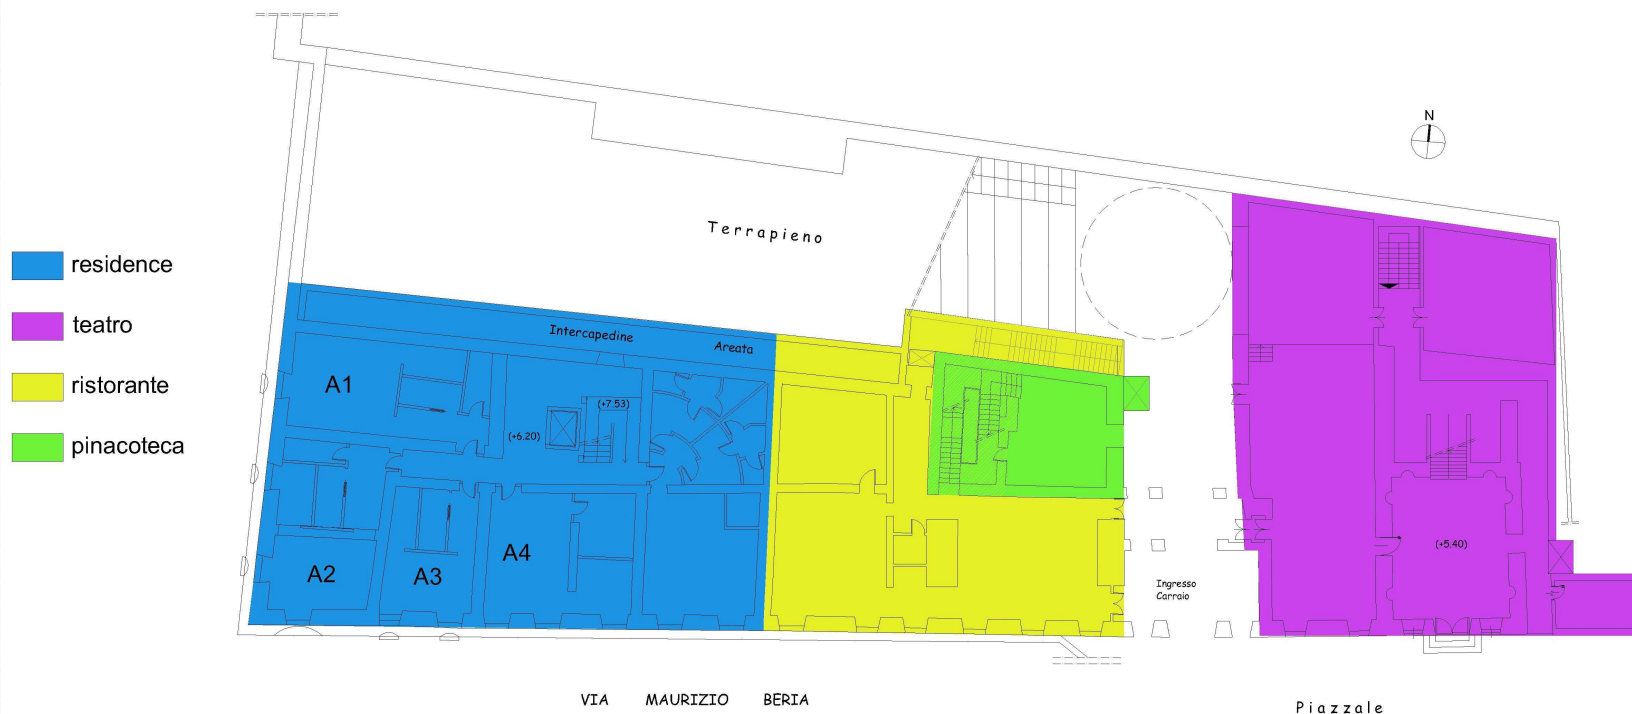 N
Terrapieno
residence
teatro
ristorante
pinacoteca
Intercapedine Areata
A1
(+7.53)
(+6.20)
A2
A3
A4
(+5.40)
Ingresso
Carraio
VIA MAURIZIO BERIA
Piazzale